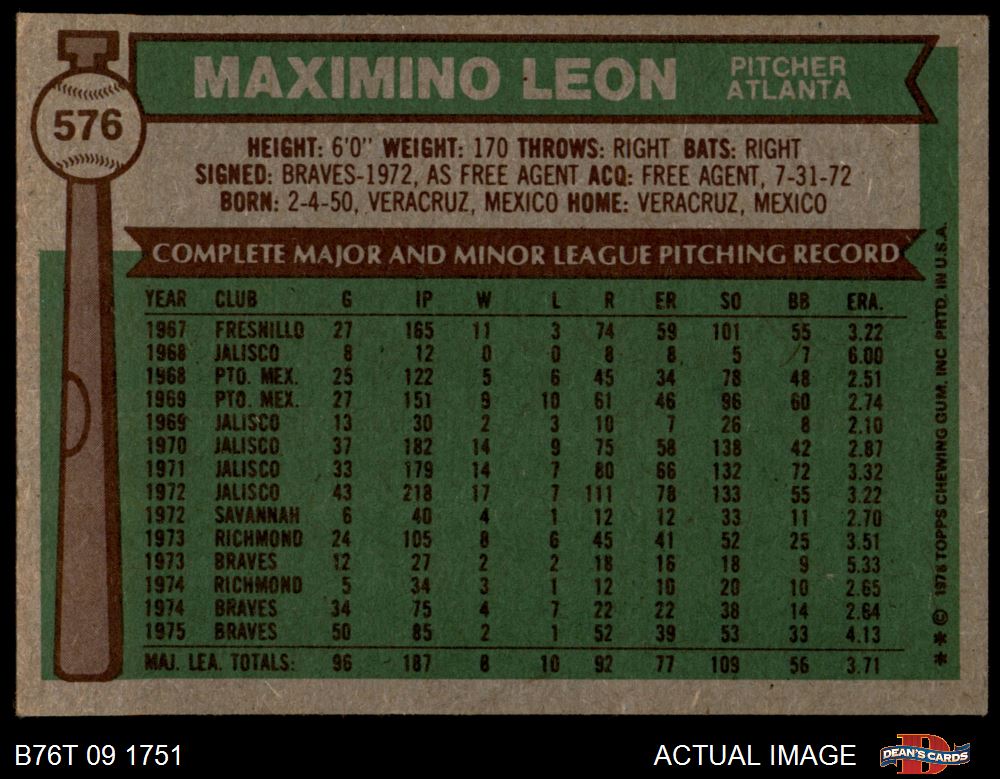 576
MAXIMINO LEON
PITCHER
ATLANTA
HEIGHT: 6'0" WEIGHT: 170 THROWS: RIGHT BATS: RIGHT
SIGNED: BRAVES-1972, AS FREE AGENT ACQ: FREE AGENT, 7-31-72
BORN: 2-4-50, VERACRUZ, MEXICO HOME: VERACRUZ, MEXICO
COMPLETE MAJOR AND MINOR LEAGUE PITCHING RECORD
YEAR CLUB G IP W L R ER SO BB ERA.
1967 FRESNILLO 27 165 11 3 74 59 101 55 3.22
1968 JALISCO 8 12 0 0 8 8 5 7 6.00
1968 PTO. MEX. 25 122 5 6 45 34 78 48 2.51
1969 PTO. MEX. 27 151 9 10 61 46 96 60 2.74
1969 JALISCO 13 30 2 3 10 7 26 8 2.10
1970 JALISCO 37 182 14 9 75 58 138 42 2.87
1971 JALISCO 33 179 14 7 80 66 132 72 3.32
1972 JALISCO 43 218 17 7 111 78 133 55 3.22
1972 SAVANNAH 6 40 4 1 12 12 33 11 2.70
1973 RICHMOND 24 105 8 6 45 41 52 25 3.51
1973 BRAVES 12 27 2 2 18 16 18 9 5.33
1974 RICHMOND 5 34 3 1 12 10 20 10 2.65
1974 BRAVES 34 75 4 7 22 22 38 14 2.64
1975 BRAVES 50 85 2 1 52 39 53 33 4.13
MAJ. LEA. TOTALS: 96 187 8 10 92 77 109 56 3.71
* * © 1976 TOPPS CHEWING GUM, INC. PRTD. IN U.S.A.
B76T 09 1751
ACTUAL IMAGE
DEAN'S CARDS